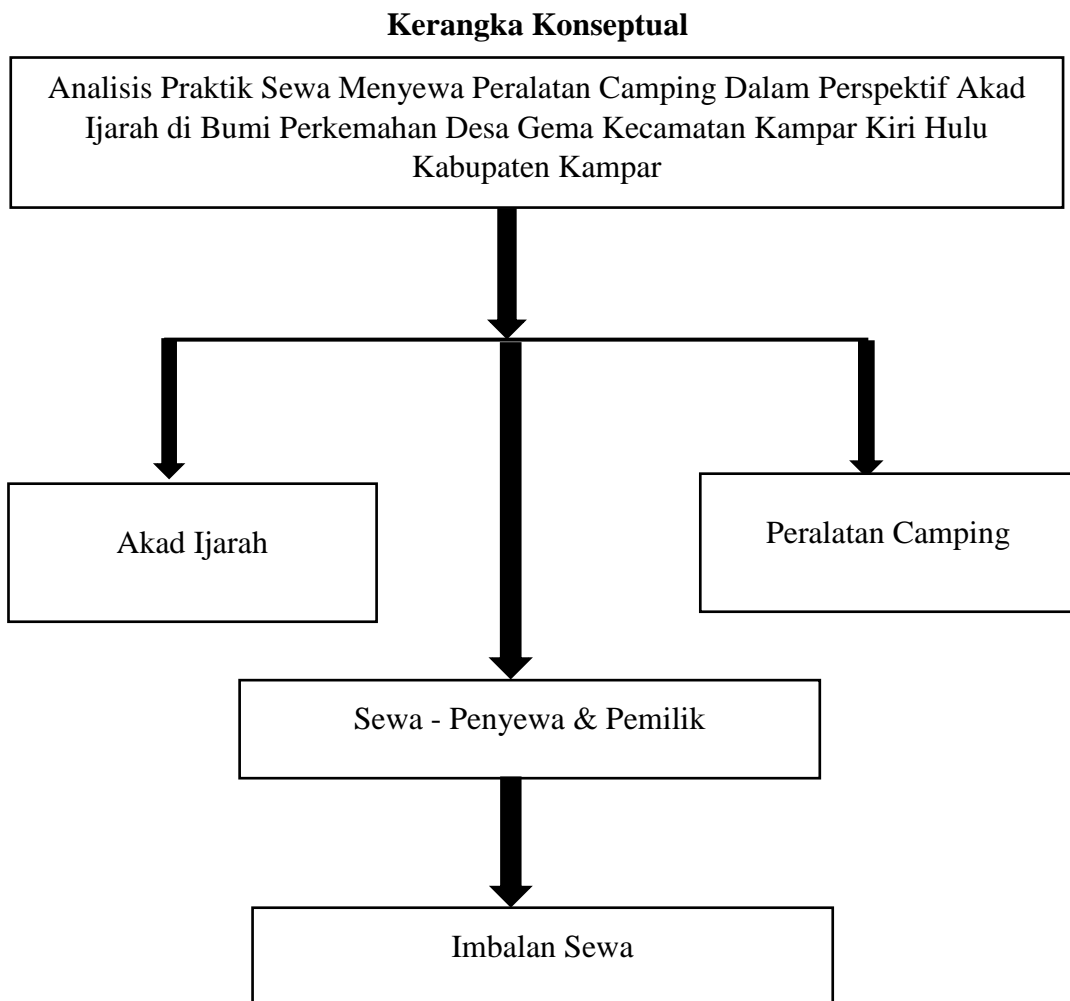 Kerangka Konseptual
Analisis Praktik Sewa Menyewa Peralatan Camping Dalam Perspektif Akad
Ijarah di Bumi Perkemahan Desa Gema Kecamatan Kampar Kiri Hulu
Kabupaten Kampar
Akad Ijarah
Peralatan Camping
Sewa - Penyewa & Pemilik
Imbalan Sewa